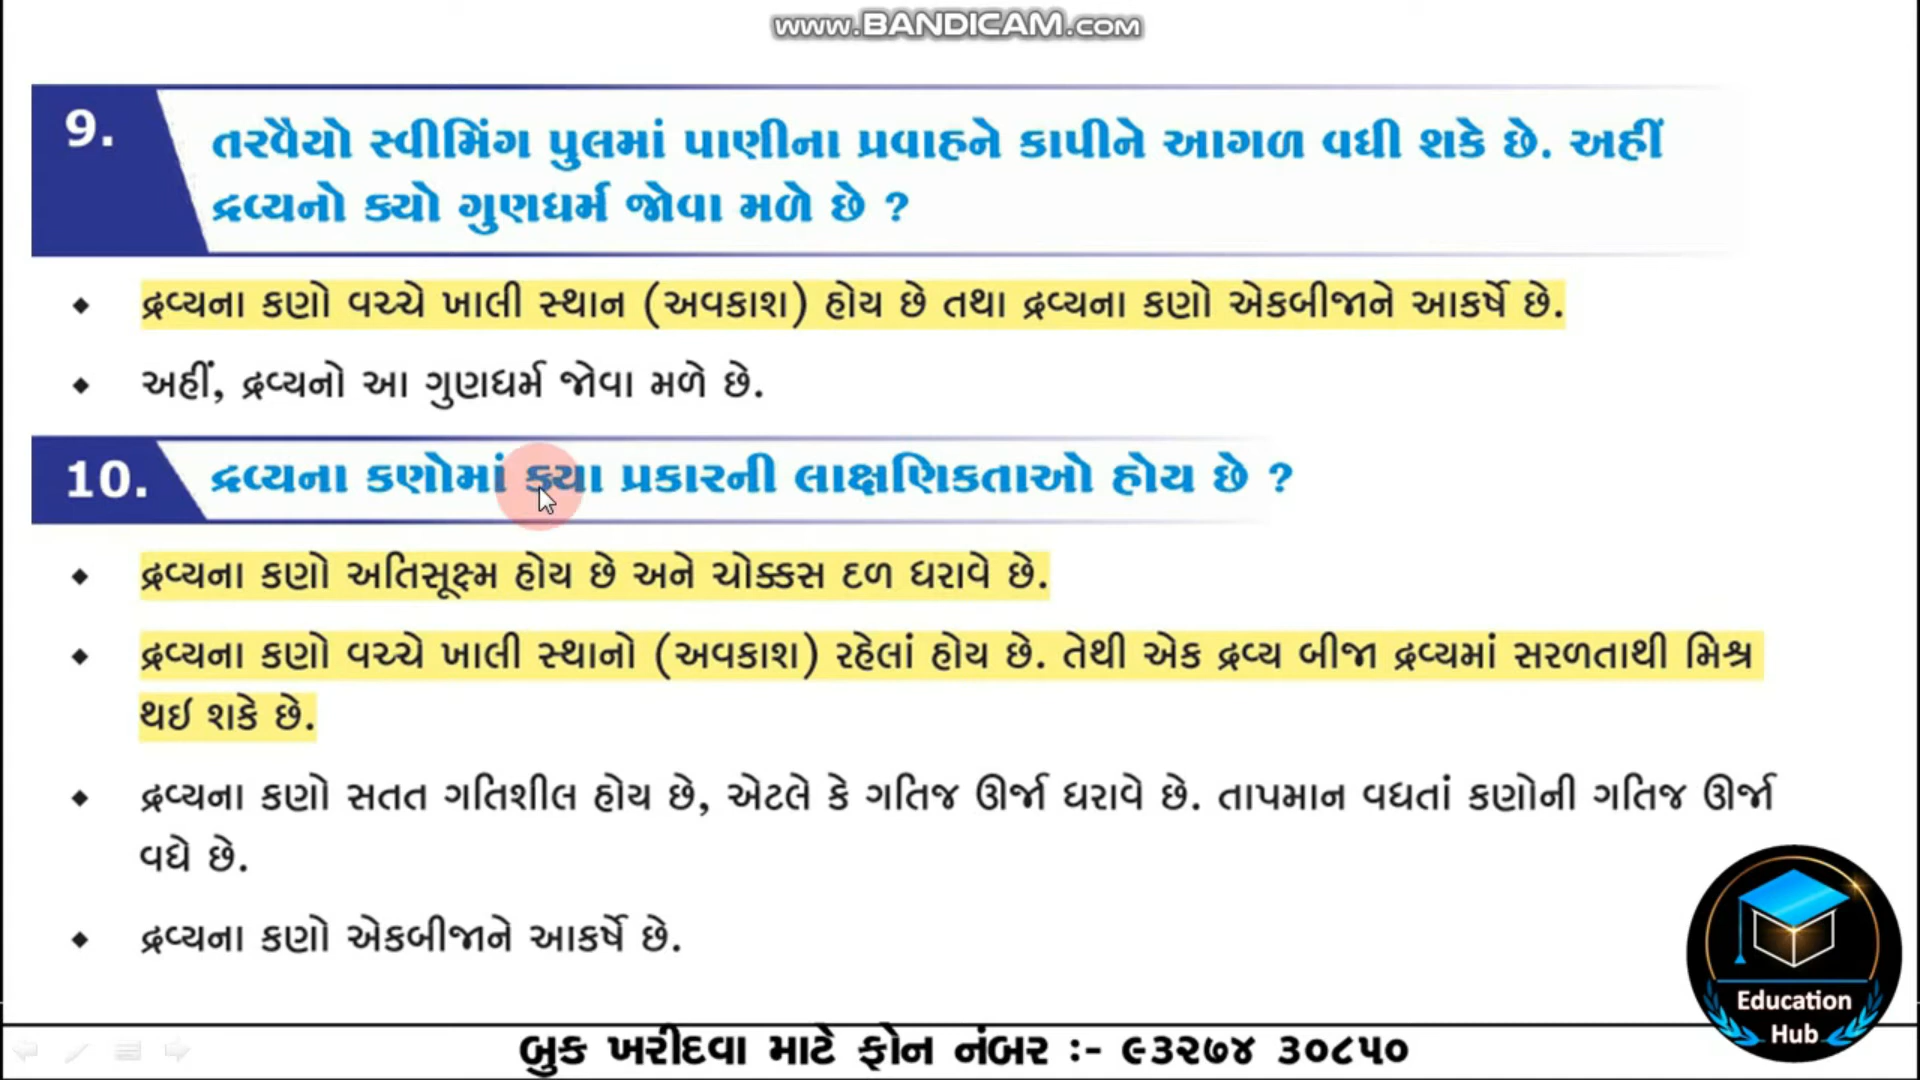 www.BANDICAM.com
9.
તરવૈયો સ્વીમિંગ પુલમાં પાણીના પ્રવાહને કાપીને આગળ વધી શકે છે. અહીં
દ્રવ્યનો ક્યો ગુણધર્મ જોવા મળે છે ?
◆ દ્રવ્યના કણો વચ્ચે ખાલી સ્થાન (અવકાશ) હોય છે તથા દ્રવ્યના કણો એકબીજાને આકર્ષે છે.
◆ અહીં, દ્રવ્યનો આ ગુણધર્મ જોવા મળે છે.
10. દ્રવ્યના કણોમાં ક્યા પ્રકારની લાક્ષણિકતાઓ હોય છે ?
◆ દ્રવ્યના કણો અતિસૂક્ષ્મ હોય છે અને ચોક્કસ દળ ધરાવે છે.
◆ દ્રવ્યના કણો વચ્ચે ખાલી સ્થાનો (અવકાશ) રહેલાં હોય છે. તેથી એક દ્રવ્ય બીજા દ્રવ્યમાં સરળતાથી મિશ્ર
થઈ શકે છે.
◆ દ્રવ્યના કણો સતત ગતિશીલ હોય છે, એટલે કે ગતિજ ઊર્જા ધરાવે છે. તાપમાન વધતાં કણોની ગતિજ ઊર્જા
વધે છે.
◆ દ્રવ્યના કણો એકબીજાને આકર્ષે છે.
Education
Hub
બુક ખરીદવા માટે ફોન નંબર :- ૯૩૨૭૪ ૩૦૮૫૦